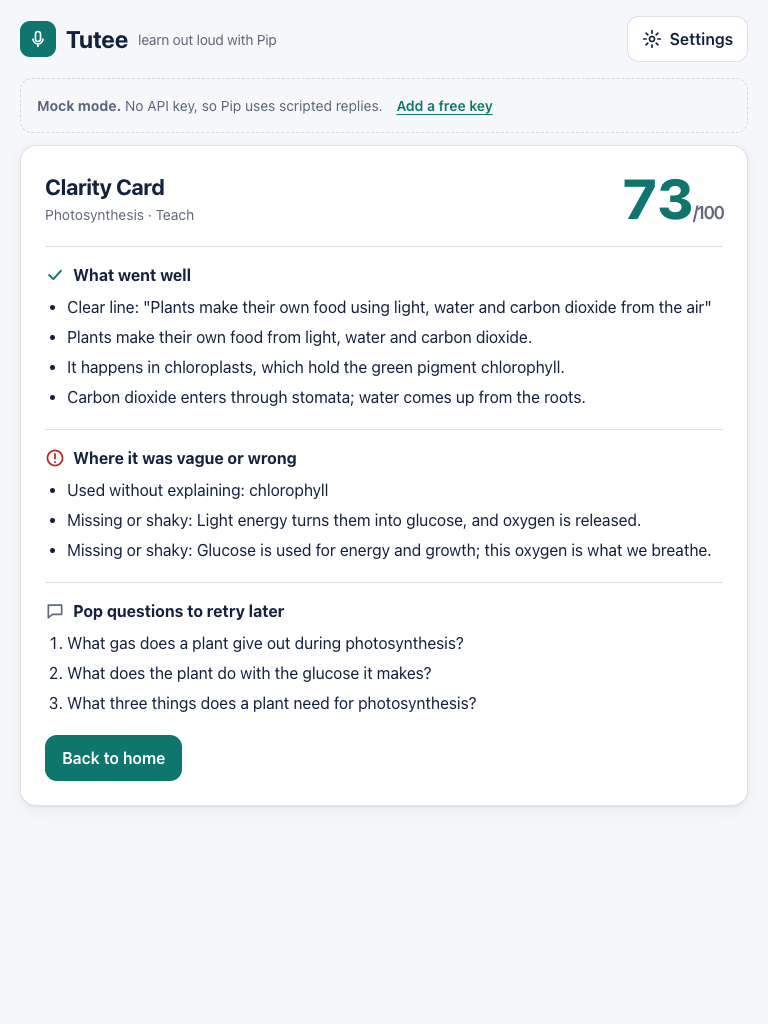 Tutee learn out loud with Pip
Settings
Mock mode. No API key, so Pip uses scripted replies. Add a free key
Clarity Card
Photosynthesis · Teach
73/100
What went well
• Clear line: "Plants make their own food using light, water and carbon dioxide from the air"
• Plants make their own food from light, water and carbon dioxide.
• It happens in chloroplasts, which hold the green pigment chlorophyll.
• Carbon dioxide enters through stomata; water comes up from the roots.
Where it was vague or wrong
• Used without explaining: chlorophyll
• Missing or shaky: Light energy turns them into glucose, and oxygen is released.
• Missing or shaky: Glucose is used for energy and growth; this oxygen is what we breathe.
Pop questions to retry later
1. What gas does a plant give out during photosynthesis?
2. What does the plant do with the glucose it makes?
3. What three things does a plant need for photosynthesis?
Back to home